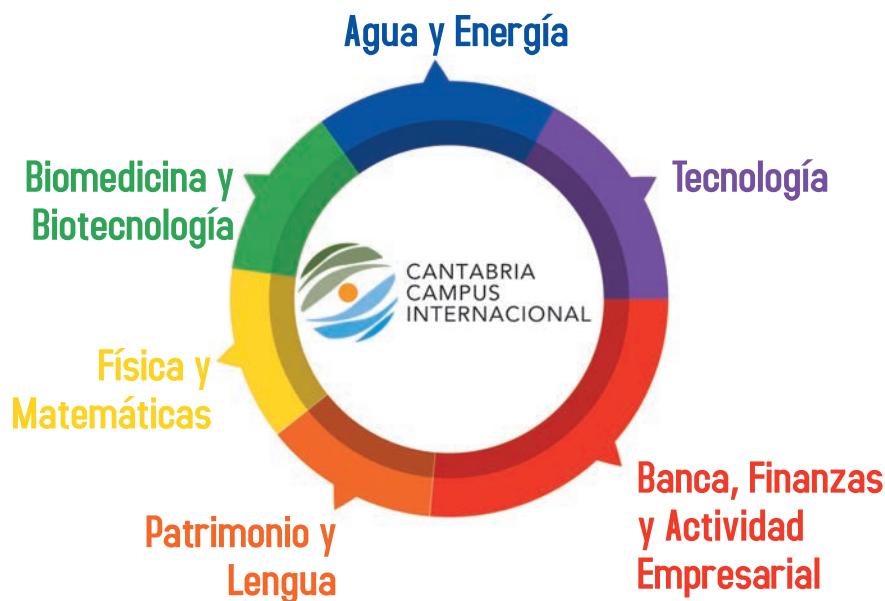 Agua y Energía
Biomedicina y
Biotecnología
Tecnología
CANTABRIA
CAMPUS
INTERNACIONAL
Física y
Matemáticas
Banca, Finanzas
y Actividad
Empresarial
Patrimonio y
Lengua